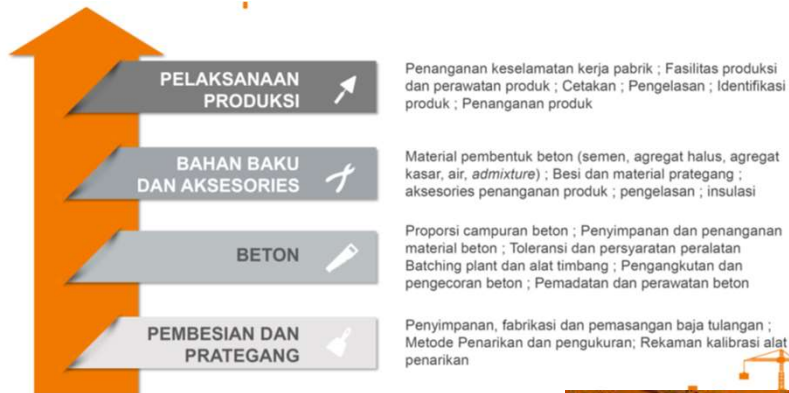 PELAKSANAAN
PRODUKSI
Penanganan keselamatan kerja pabrik ; Fasilitas produksi
dan perawatan produk ; Cetakan ; Pengelasan ; Identifikasi
produk ; Penanganan produk
BAHAN BAKU
DAN AKSESORIES
Material pembentuk beton (semen, agregat halus, agregat
kasar, air, admixture) ; Besi dan material prategang ;
aksesories penanganan produk ; pengelasan ; insulasi
BETON
Proporsi campuran beton ; Penyimpanan dan penanganan
material beton ; Toleransi dan persyaratan peralatan
Batching plant dan alat timbang ; Pengangkutan dan
pengecoran beton ; Pemadatan dan perawatan beton
PEMBESIAN DAN
PRATEGANG
Penyimpanan, fabrikasi dan pemasangan baja tulangan ;
Metode Penarikan dan pengukuran; Rekaman kalibrasi alat
penarikan